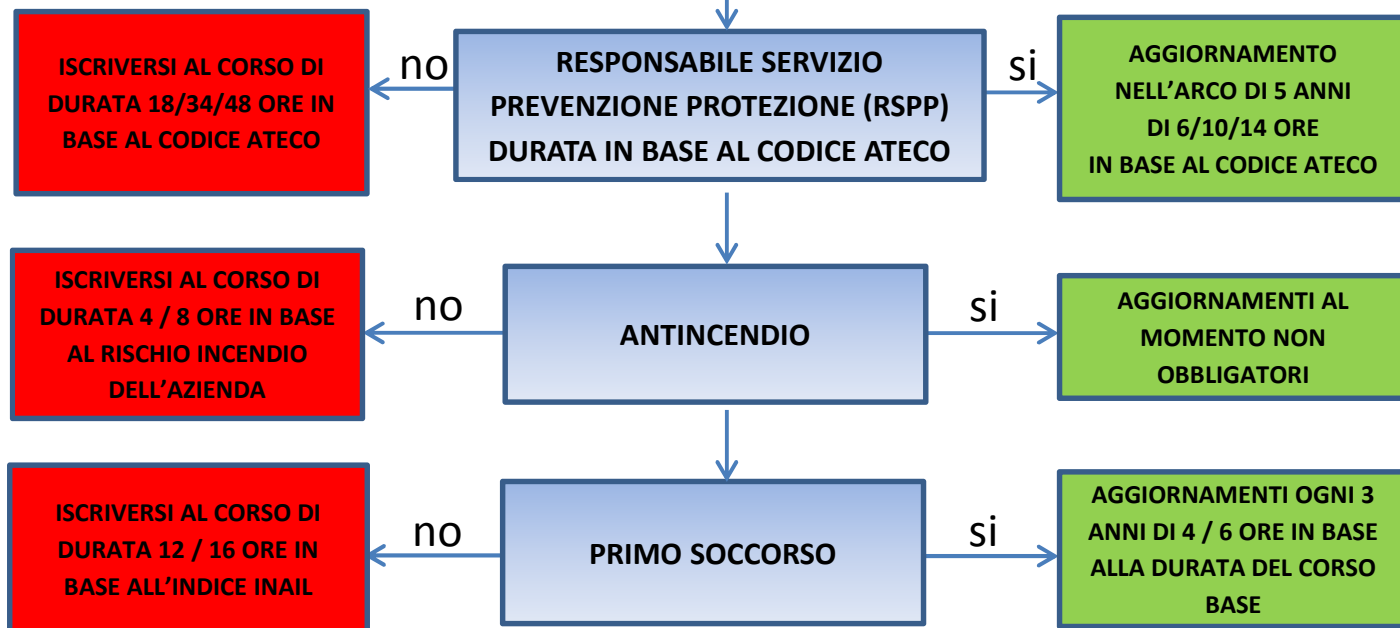 ISCRIVERSI AL CORSO DI
DURATA 18/34/48 ORE IN
BASE AL CODICE ATECO
no
RESPONSABILE SERVIZIO
PREVENZIONE PROTEZIONE (RSPP)
DURATA IN BASE AL CODICE ATECO
si
AGGIORNAMENTO
NELL'ARCO DI 5 ANNI
DI 6/10/14 ORE
IN BASE AL CODICE ATECO
ISCRIVERSI AL CORSO DI
DURATA 4 / 8 ORE IN BASE
AL RISCHIO INCENDIO
DELL'AZIENDA
no
ANTINCENDIO
si
AGGIORNAMENTI AL
MOMENTO NON
OBBLIGATORI
ISCRIVERSI AL CORSO DI
DURATA 12 / 16 ORE IN
BASE ALL'INDICE INAIL
no
PRIMO SOCCORSO
si
AGGIORNAMENTI OGNI 3
ANNI DI 4 / 6 ORE IN BASE
ALLA DURATA DEL CORSO
BASE